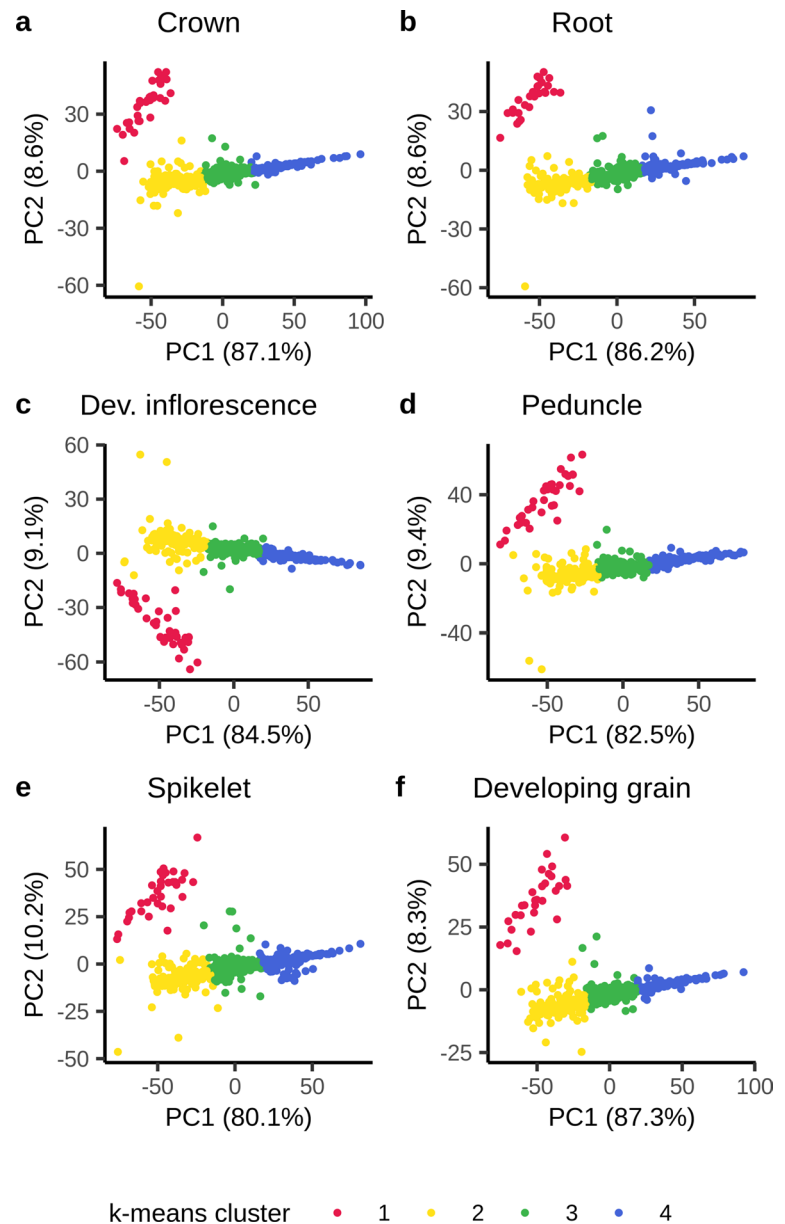 a Crown
30
0
-30
-60
PC2 (8.6%)
-50 0 50 100
PC1 (87.1%)
b Root
30
0
-30
-60
PC2 (8.6%)
-50 0 50
PC1 (86.2%)
c Dev. inflorescence
60
30
0
-30
-60
PC2 (9.1%)
-50 0 50
PC1 (84.5%)
d Peduncle
40
0
-40
PC2 (9.4%)
-50 0 50
PC1 (82.5%)
e Spikelet
50
25
0
-25
-50
PC2 (10.2%)
-50 0 50
PC1 (80.1%)
f Developing grain
50
25
0
-25
PC2 (8.3%)
-50 0 50 100
PC1 (87.3%)
k-means cluster 1 2 3 4